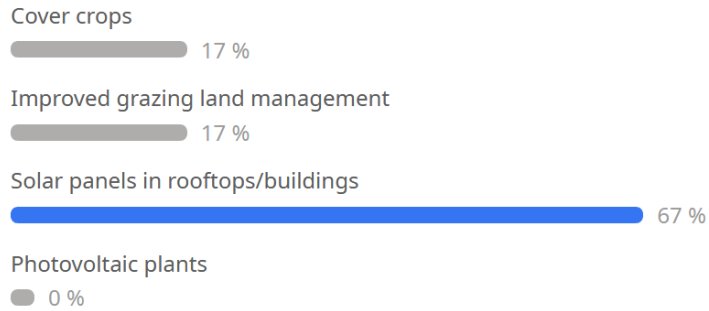 Cover crops
17 %
Improved grazing land management
17 %
Solar panels in rooftops/buildings
67 %
Photovoltaic plants
0 %